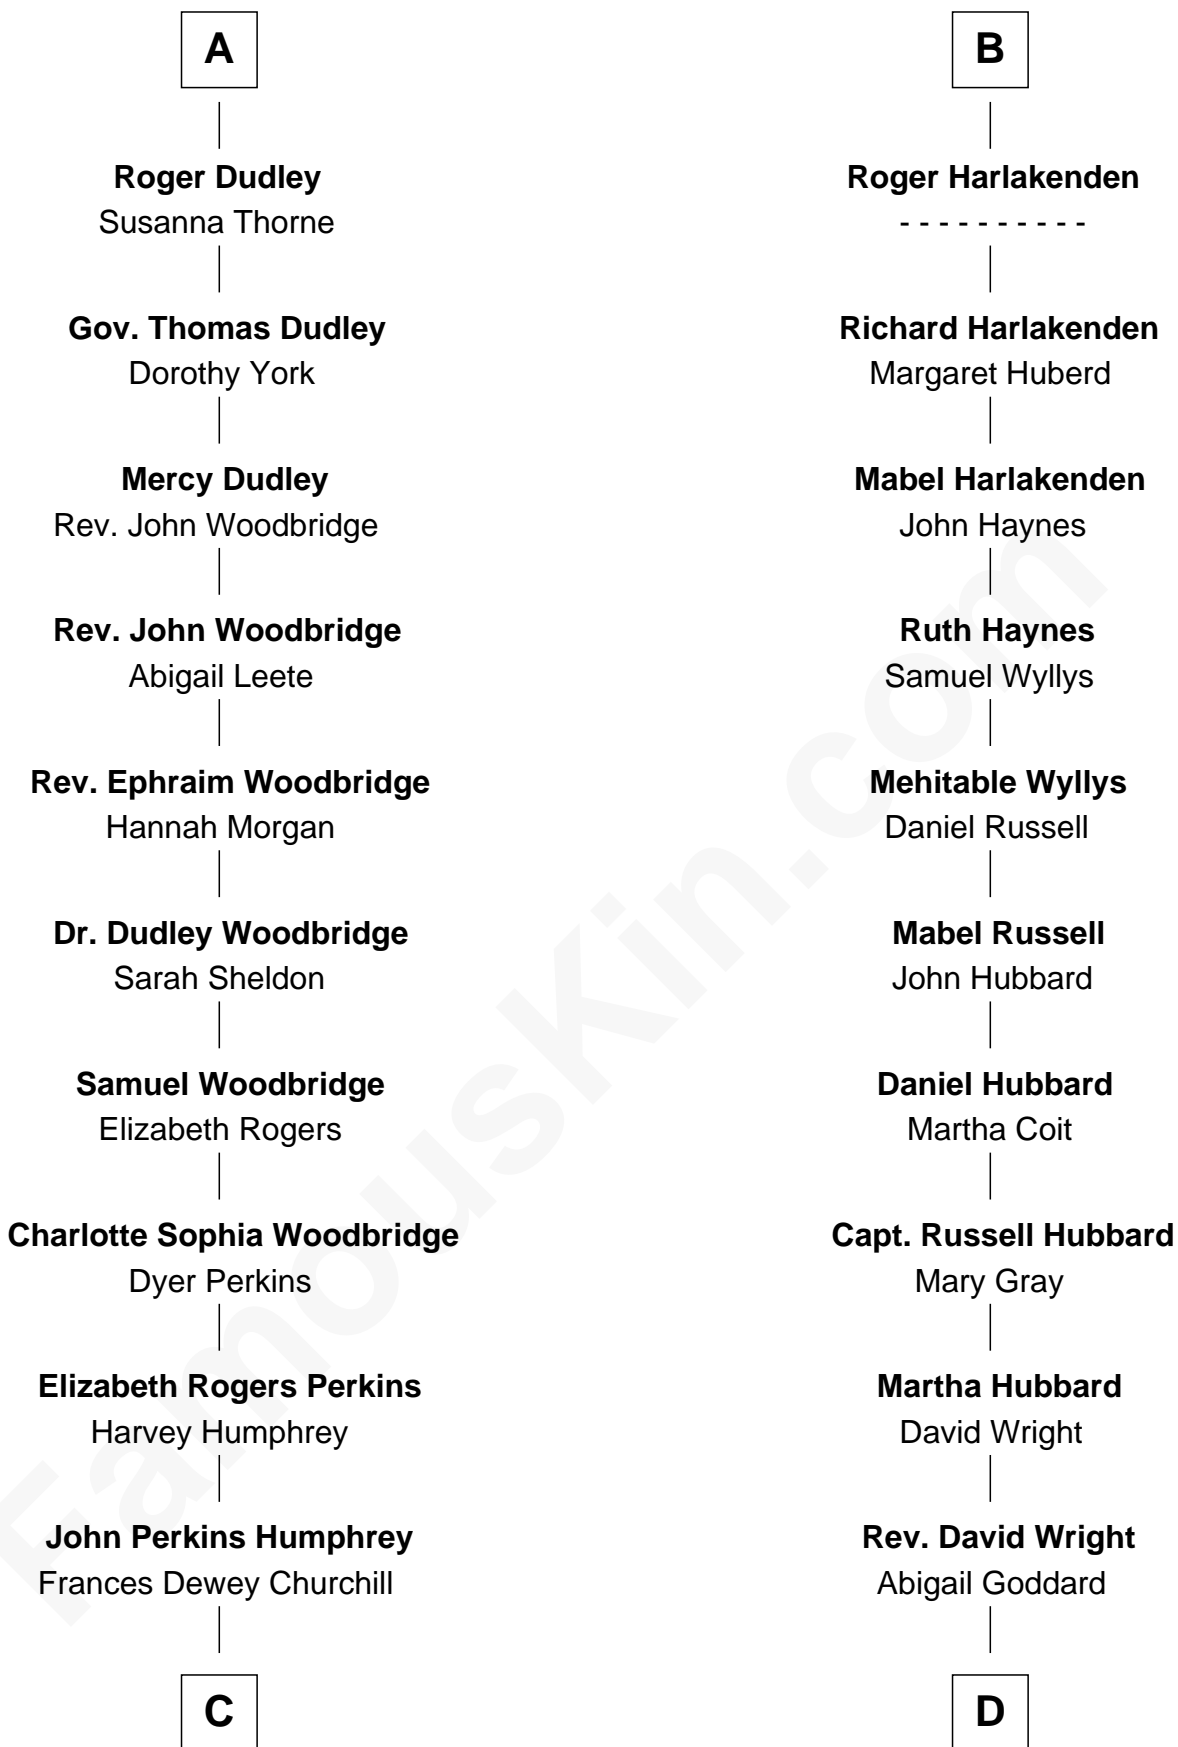 A
Roger Dudley
Susanna Thorne
Gov. Thomas Dudley
Dorothy York
Mercy Dudley
Rev. John Woodbridge
Rev. John Woodbridge
Abigail Leete
Rev. Ephraim Woodbridge
Hannah Morgan
Dr. Dudley Woodbridge
Sarah Sheldon
Samuel Woodbridge
Elizabeth Rogers
Charlotte Sophia Woodbridge
Dyer Perkins
Elizabeth Rogers Perkins
Harvey Humphrey
John Perkins Humphrey
Frances Dewey Churchill
C
B
Roger Harlakenden
- - - - - - - - - -
Richard Harlakenden
Margaret Huberd
Mabel Harlakenden
John Haynes
Ruth Haynes
Samuel Wyllys
Mehitable Wyllys
Daniel Russell
Mabel Russell
John Hubbard
Daniel Hubbard
Martha Coit
Capt. Russell Hubbard
Mary Gray
Martha Hubbard
David Wright
Rev. David Wright
Abigail Goddard
D
FamousKin.com